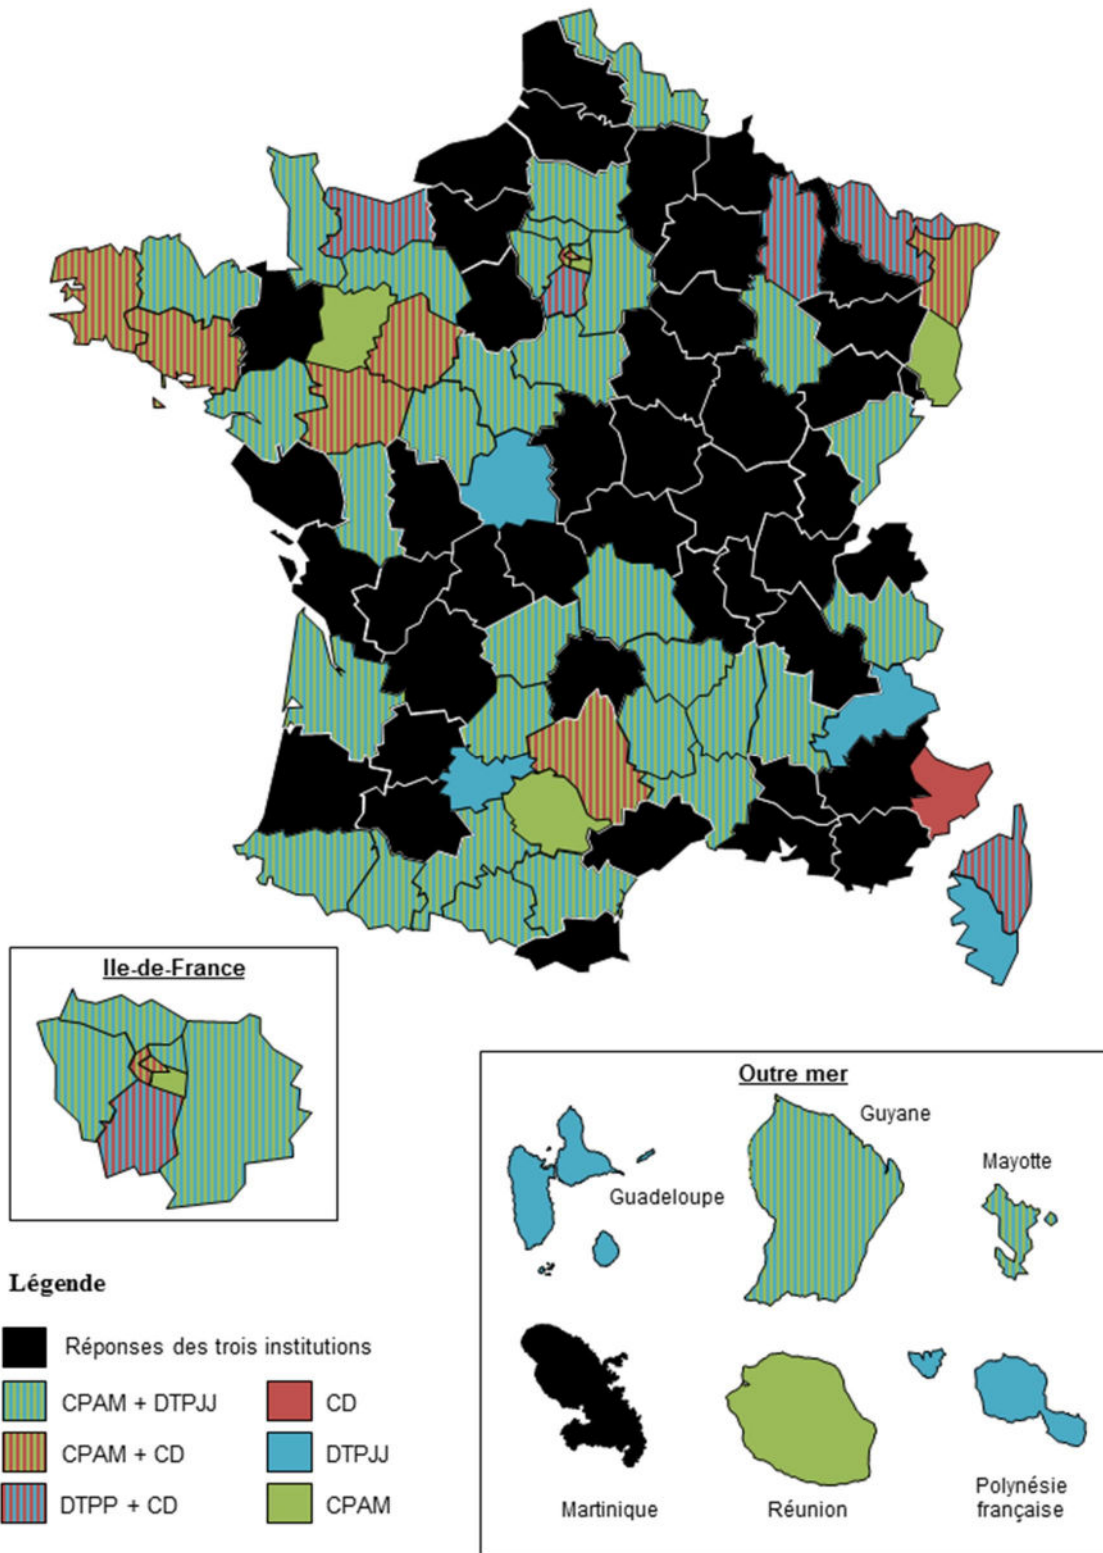 Ile-de-France
Outre mer
Guyane
Mayotte
Guadeloupe
Martinique
Réunion
Polynésie
française
Légende
Réponses des trois institutions
CPAM + DTPJJ
CD
CPAM + CD
DTPJJ
DTPP + CD
CPAM